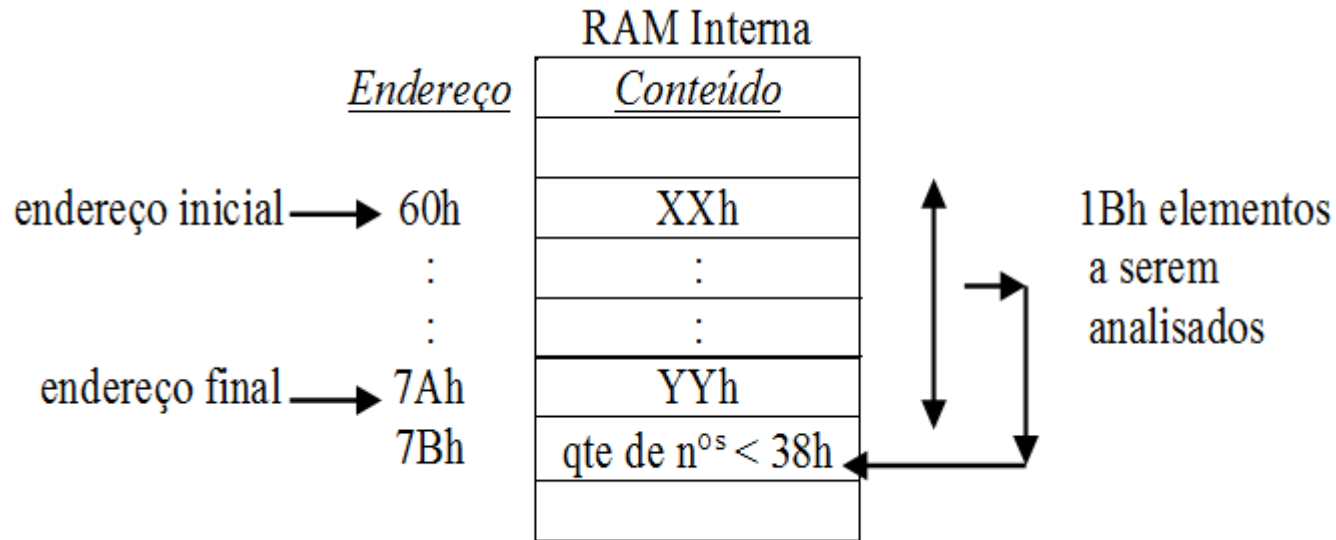 RAM Interna
Endereço Conteúdo
endereço inicial 60h XXh 1Bh elementos
: : a serem
: : analisados
endereço final 7Ah YYh
7Bh qte de nºˢ < 38h